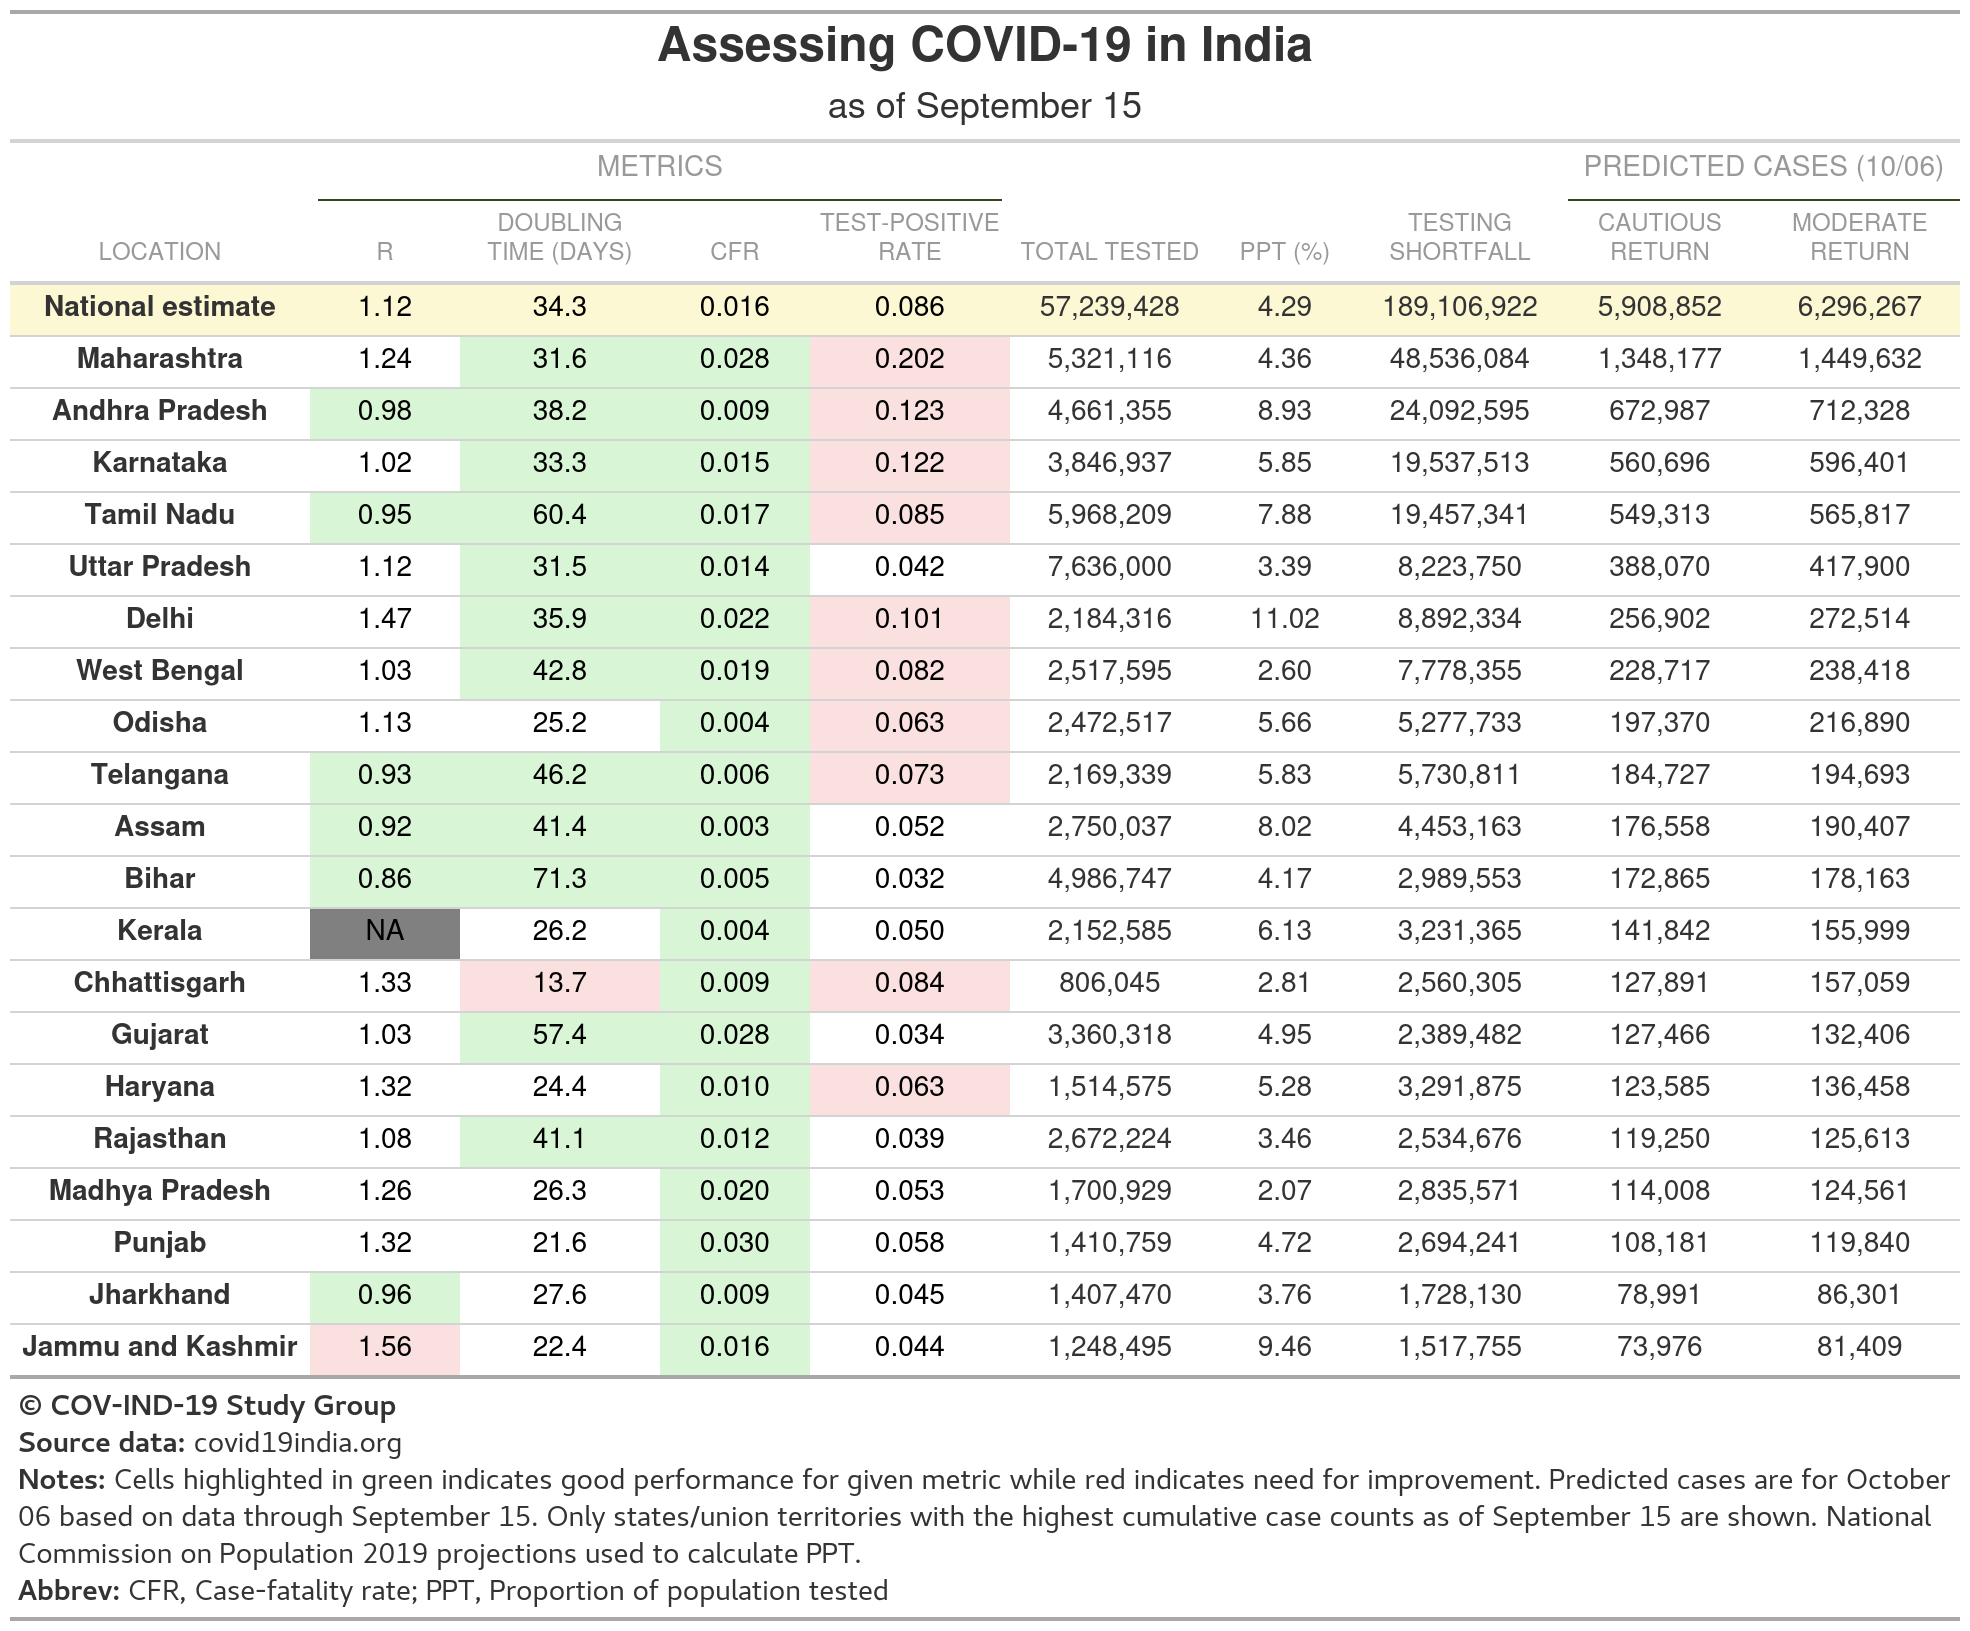 Assessing COVID-19 in India
as of September 15
METRICS PREDICTED CASES (10/06)
LOCATION R DOUBLING TIME (DAYS) CFR TEST-POSITIVE RATE TOTAL TESTED PPT (%) TESTING SHORTFALL CAUTIOUS RETURN MODERATE RETURN
National estimate 1.12 34.3 0.016 0.086 57,239,428 4.29 189,106,922 5,908,852 6,296,267
Maharashtra 1.24 31.6 0.028 0.202 5,321,116 4.36 48,536,084 1,348,177 1,449,632
Andhra Pradesh 0.98 38.2 0.009 0.123 4,661,355 8.93 24,092,595 672,987 712,328
Karnataka 1.02 33.3 0.015 0.122 3,846,937 5.85 19,537,513 560,696 596,401
Tamil Nadu 0.95 60.4 0.017 0.085 5,968,209 7.88 19,457,341 549,313 565,817
Uttar Pradesh 1.12 31.5 0.014 0.042 7,636,000 3.39 8,223,750 388,070 417,900
Delhi 1.47 35.9 0.022 0.101 2,184,316 11.02 8,892,334 256,902 272,514
West Bengal 1.03 42.8 0.019 0.082 2,517,595 2.60 7,778,355 228,717 238,418
Odisha 1.13 25.2 0.004 0.063 2,472,517 5.66 5,277,733 197,370 216,890
Telangana 0.93 46.2 0.006 0.073 2,169,339 5.83 5,730,811 184,727 194,693
Assam 0.92 41.4 0.003 0.052 2,750,037 8.02 4,453,163 176,558 190,407
Bihar 0.86 71.3 0.005 0.032 4,986,747 4.17 2,989,553 172,865 178,163
Kerala NA 26.2 0.004 0.050 2,152,585 6.13 3,231,365 141,842 155,999
Chhattisgarh 1.33 13.7 0.009 0.084 806,045 2.81 2,560,305 127,891 157,059
Gujarat 1.03 57.4 0.028 0.034 3,360,318 4.95 2,389,482 127,466 132,406
Haryana 1.32 24.4 0.010 0.063 1,514,575 5.28 3,291,875 123,585 136,458
Rajasthan 1.08 41.1 0.012 0.039 2,672,224 3.46 2,534,676 119,250 125,613
Madhya Pradesh 1.26 26.3 0.020 0.053 1,700,929 2.07 2,835,571 114,008 124,561
Punjab 1.32 21.6 0.030 0.058 1,410,759 4.72 2,694,241 108,181 119,840
Jharkhand 0.96 27.6 0.009 0.045 1,407,470 3.76 1,728,130 78,991 86,301
Jammu and Kashmir 1.56 22.4 0.016 0.044 1,248,495 9.46 1,517,755 73,976 81,409
© COV-IND-19 Study Group
Source data: covid19india.org
Notes: Cells highlighted in green indicates good performance for given metric while red indicates need for improvement. Predicted cases are for October
06 based on data through September 15. Only states/union territories with the highest cumulative case counts as of September 15 are shown. National
Commission on Population 2019 projections used to calculate PPT.
Abbrev: CFR, Case-fatality rate; PPT, Proportion of population tested